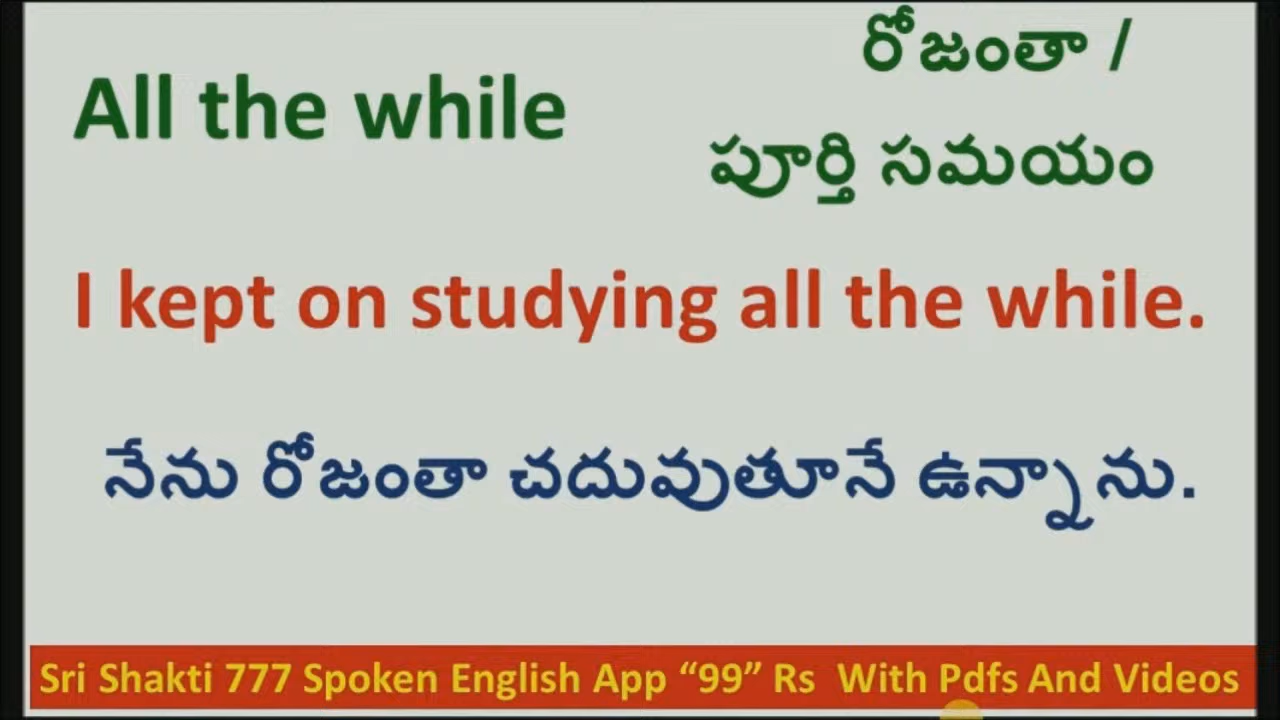 All the while
రోజంతా /
పూర్తి సమయం
I kept on studying all the while.
నేను రోజంతా చదువుతూనే ఉన్నాను.
Sri Shakti 777 Spoken English App “99” Rs With Pdfs And Videos